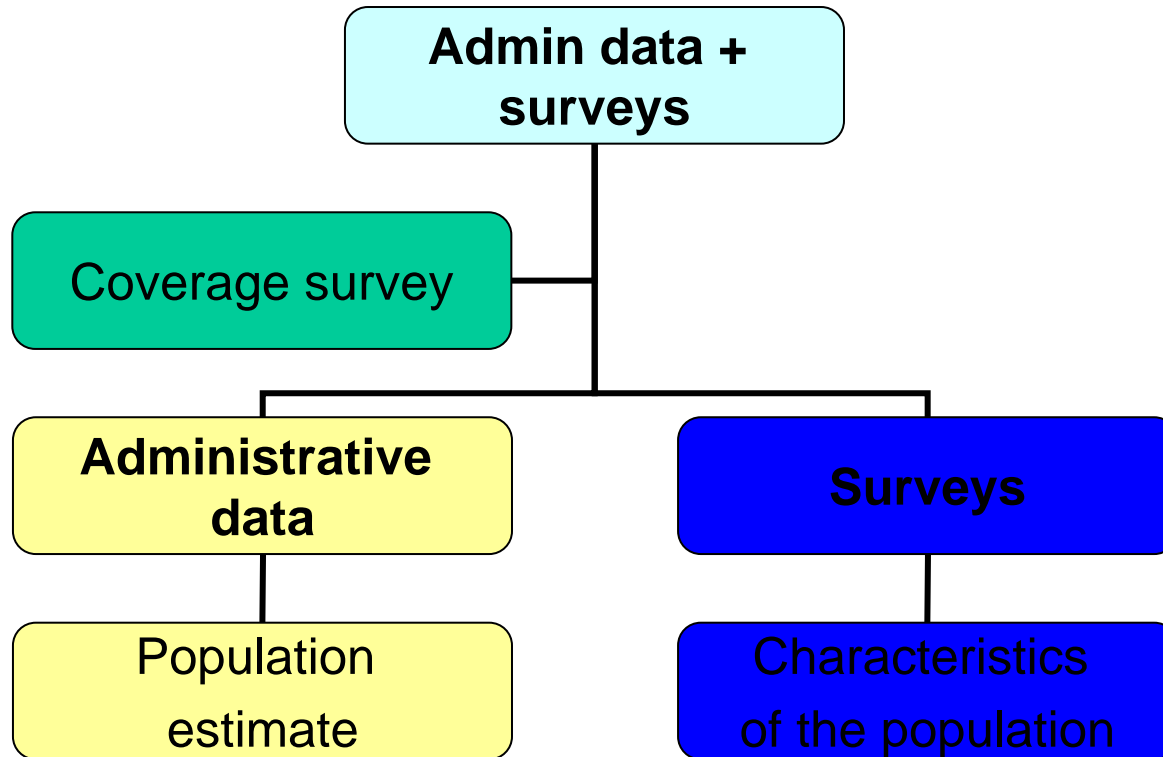 Admin data +
surveys
Coverage survey
Administrative
data
Surveys
Population
estimate
Characteristics
of the population